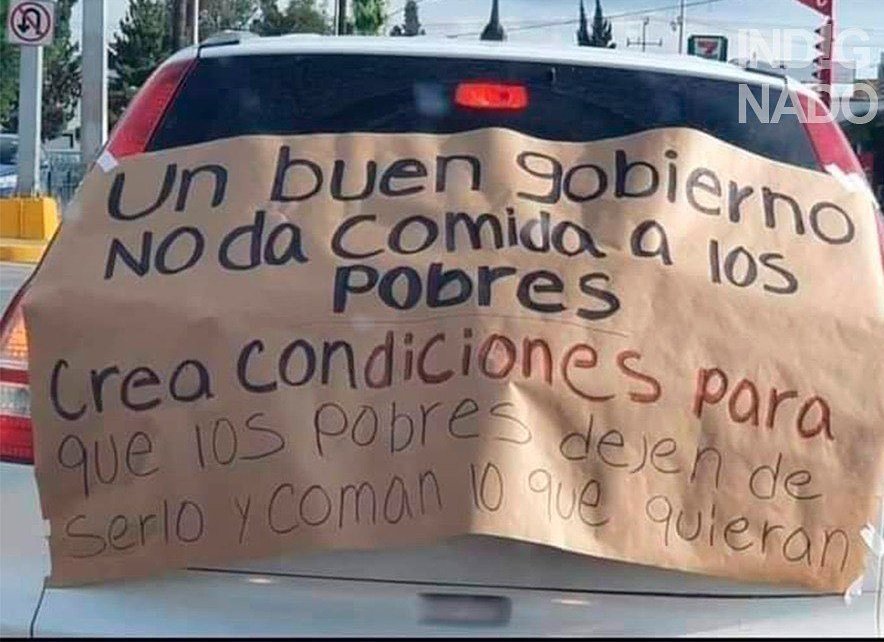 INDIG
NADO
Un buen gobierno
NO da comida a los
pobres
Crea condiciones para
que los pobres dejen de
serlo y coman lo que quieran